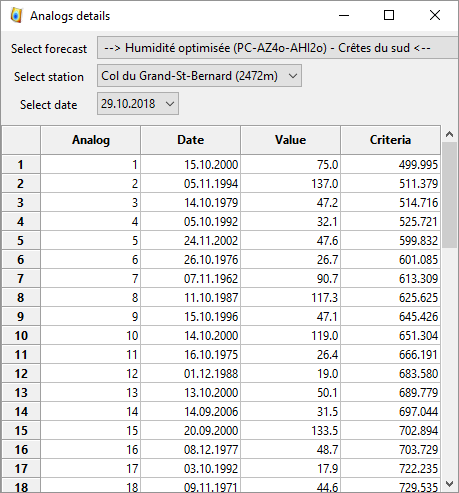 Analogs details
Select forecast --> Humidité optimisée (PC-AZ4o-AHI2o) - Crêtes du sud <--
Select station Col du Grand-St-Bernard (2472m)
Select date 29.10.2018
Analog Date Value Criteria
1 1 15.10.2000 75.0 499.995
2 2 05.11.1994 137.0 511.379
3 3 14.10.1979 47.2 514.716
4 4 05.10.1992 32.1 525.721
5 5 24.11.2002 47.6 599.832
6 6 26.10.1976 26.7 601.085
7 7 07.11.1962 90.7 613.309
8 8 11.10.1987 117.3 625.625
9 9 15.10.1996 47.1 645.426
10 10 14.10.2000 119.0 651.304
11 11 16.10.1975 26.4 666.191
12 12 01.12.1988 19.0 683.580
13 13 13.10.2000 50.1 689.779
14 14 14.09.2006 31.5 697.044
15 15 20.09.2000 133.5 702.894
16 16 08.12.1977 48.7 703.729
17 17 03.10.1992 17.9 722.235
18 18 09.11.1971 44.6 729.535